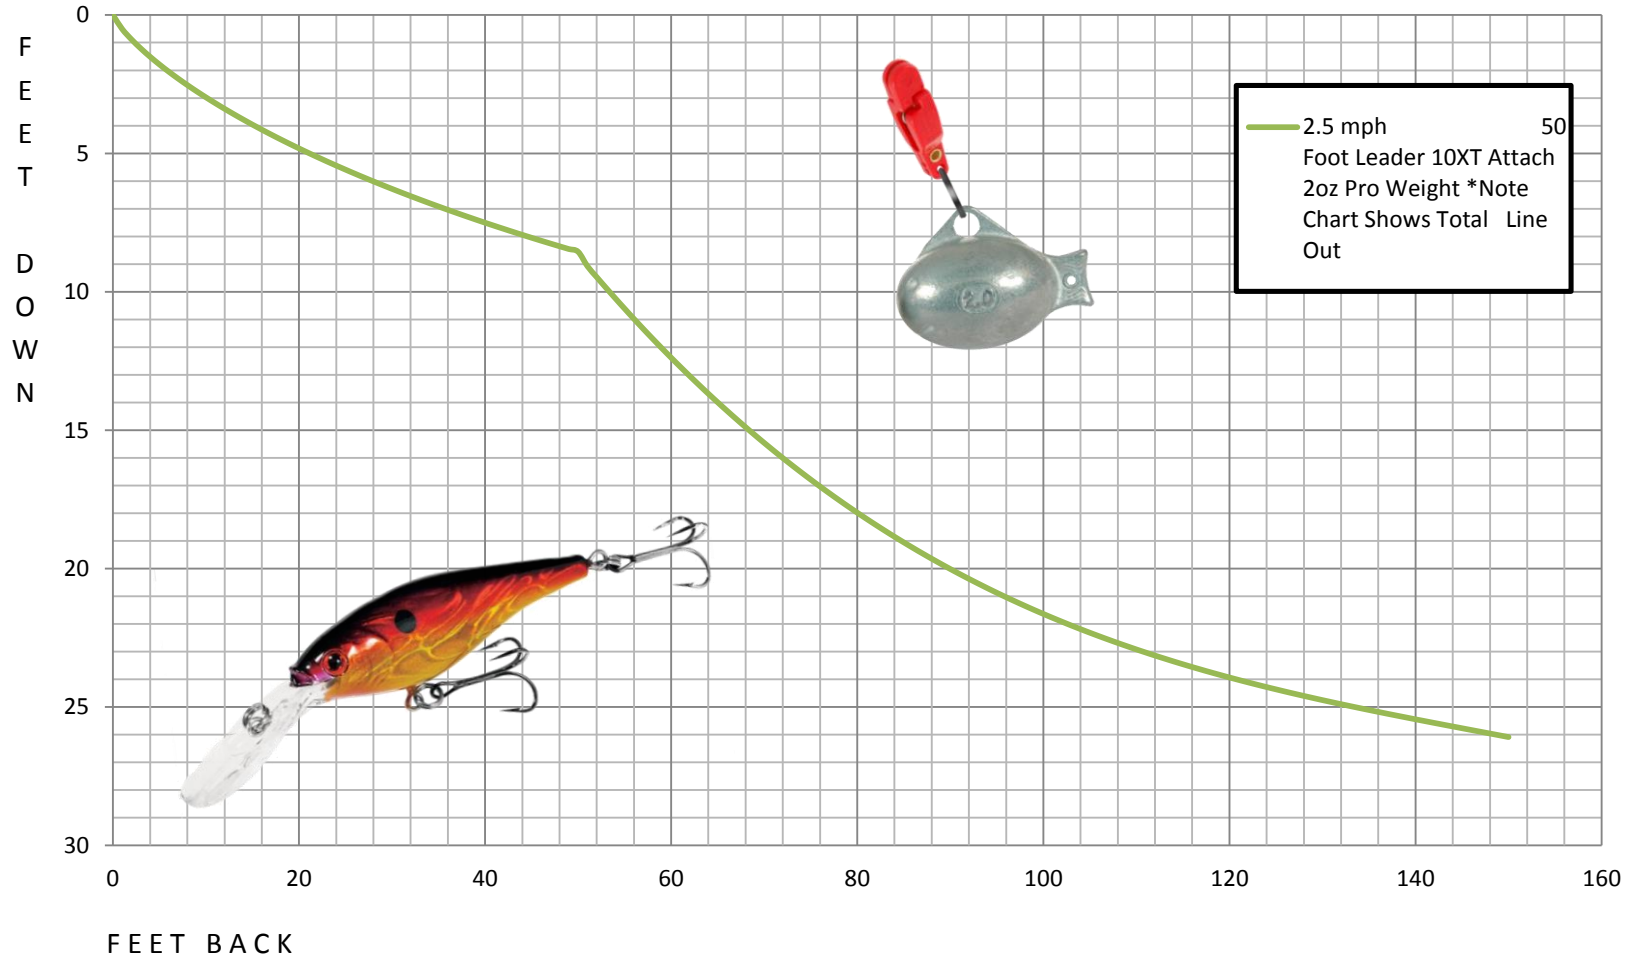 0
5
10
15
20
25
30
F
E
E
T
D
O
W
N
2.5 mph 50
Foot Leader 10XT Attach
2oz Pro Weight *Note
Chart Shows Total Line
Out
2.0
0 20 40 60 80 100 120 140 160
FEET BACK